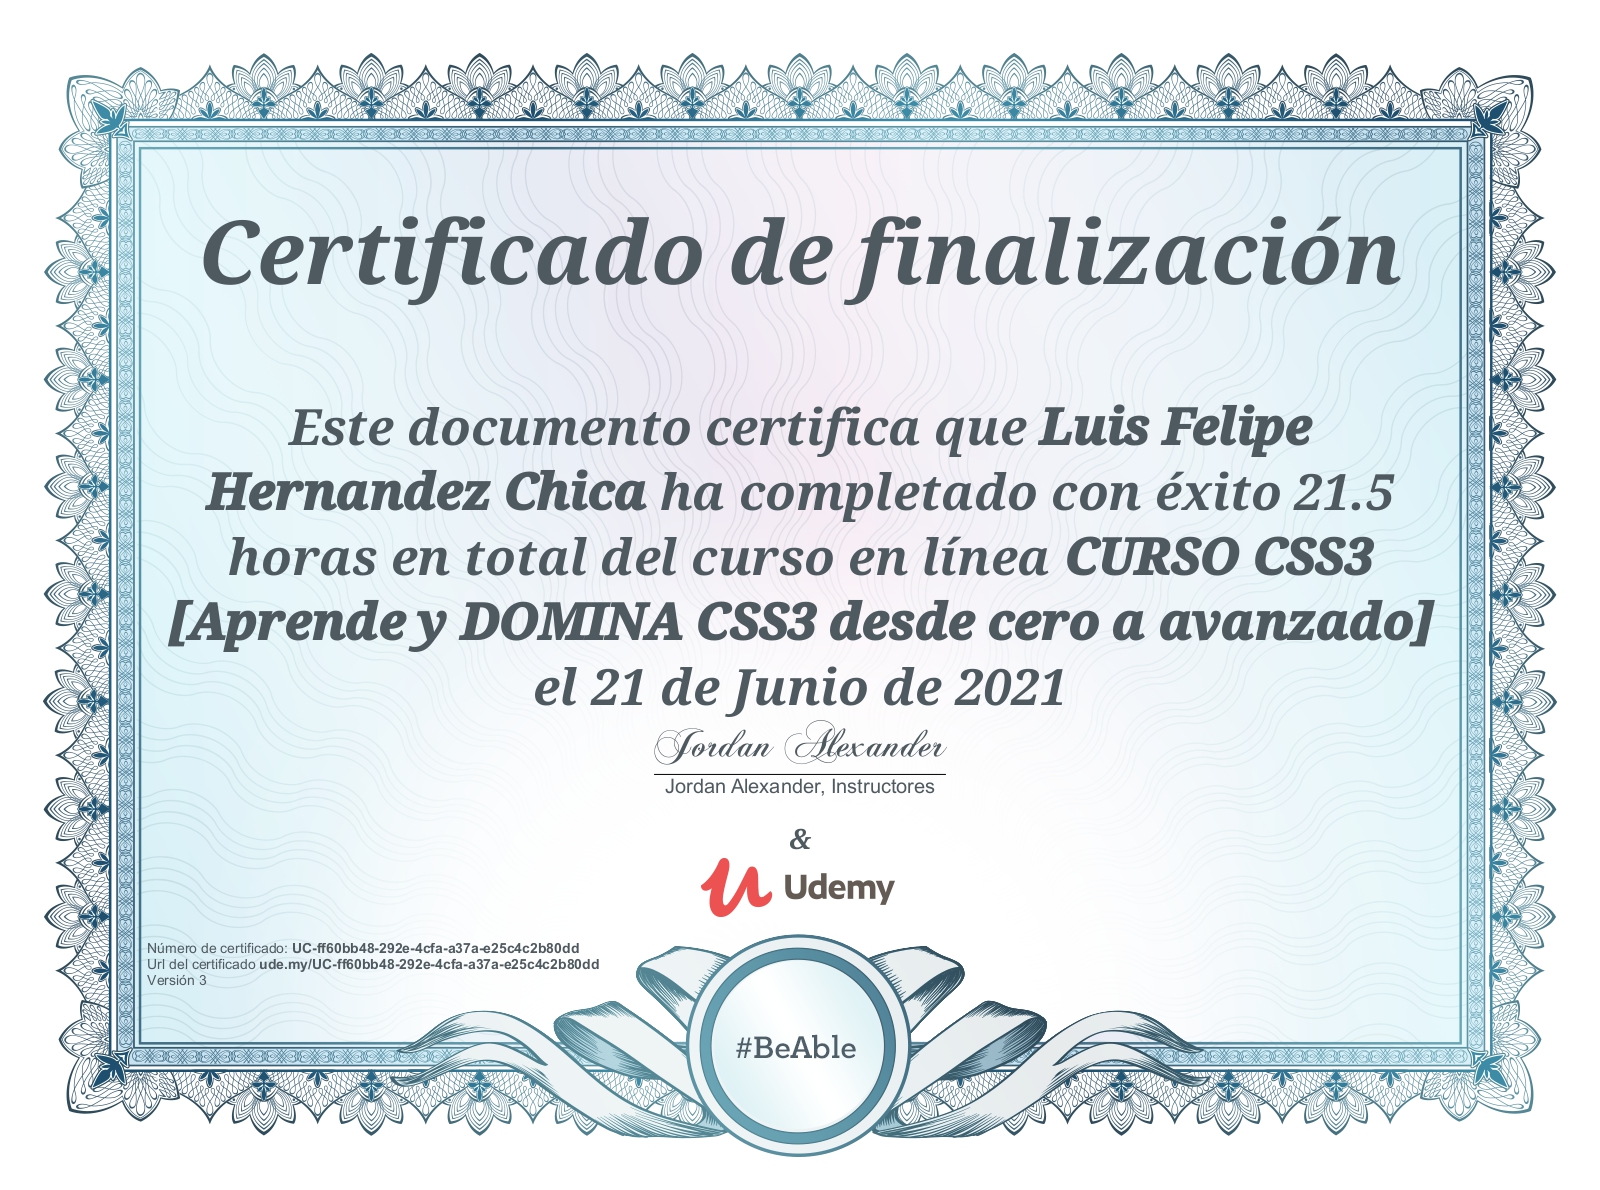 Certificado de finalización
Este documento certifica que Luis Felipe
Hernandez Chica ha completado con éxito 21.5
horas en total del curso en línea CURSO CSS3
[Aprende y DOMINA CSS3 desde cero a avanzado]
el 21 de Junio de 2021
Jordan Alexander
Jordan Alexander, Instructores
&
Udemy
Número de certificado: UC-ff60bb48-292e-4cfa-a37a-e25c4c2b80dd
Url del certificado ude.my/UC-ff60bb48-292e-4cfa-a37a-e25c4c2b80dd
Versión 3
#BeAble